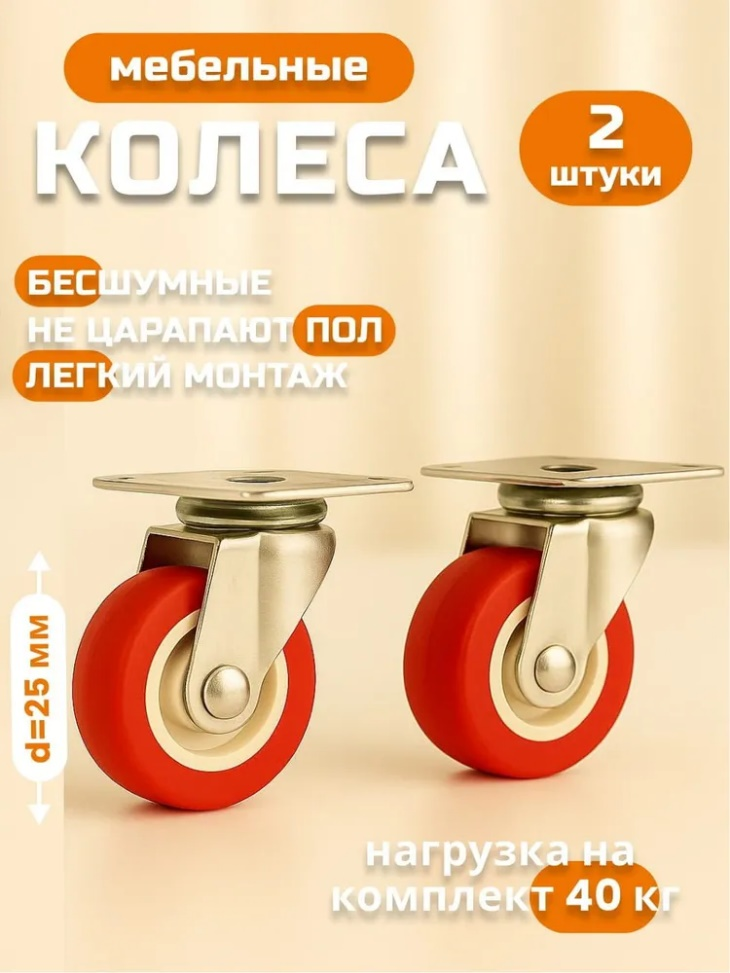 мебельные
КОЛЕСА
2
штуки
БЕСШУМНЫЕ
НЕ ЦАРАПАЮТ ПОЛ
ЛЕГКИЙ МОНТАЖ
d=25 мм
нагрузка на
комплект 40 кг